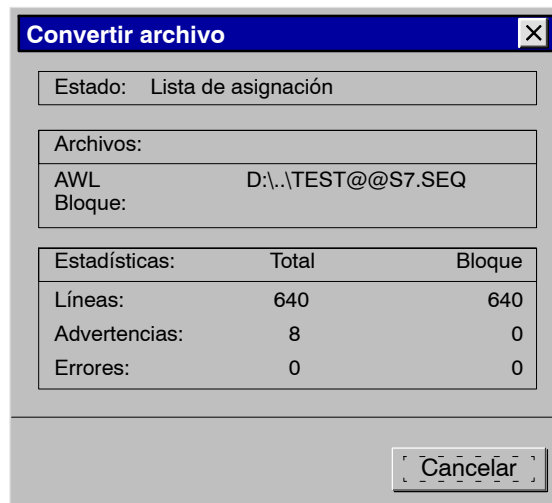 Convertir archivo
Estado: Lista de asignación
Archivos:
AWL D:\..\TEST@@S7.SEQ
Bloque:
Estadísticas: Total Bloque
Líneas: 640 640
Advertencias: 8 0
Errores: 0 0
Cancelar